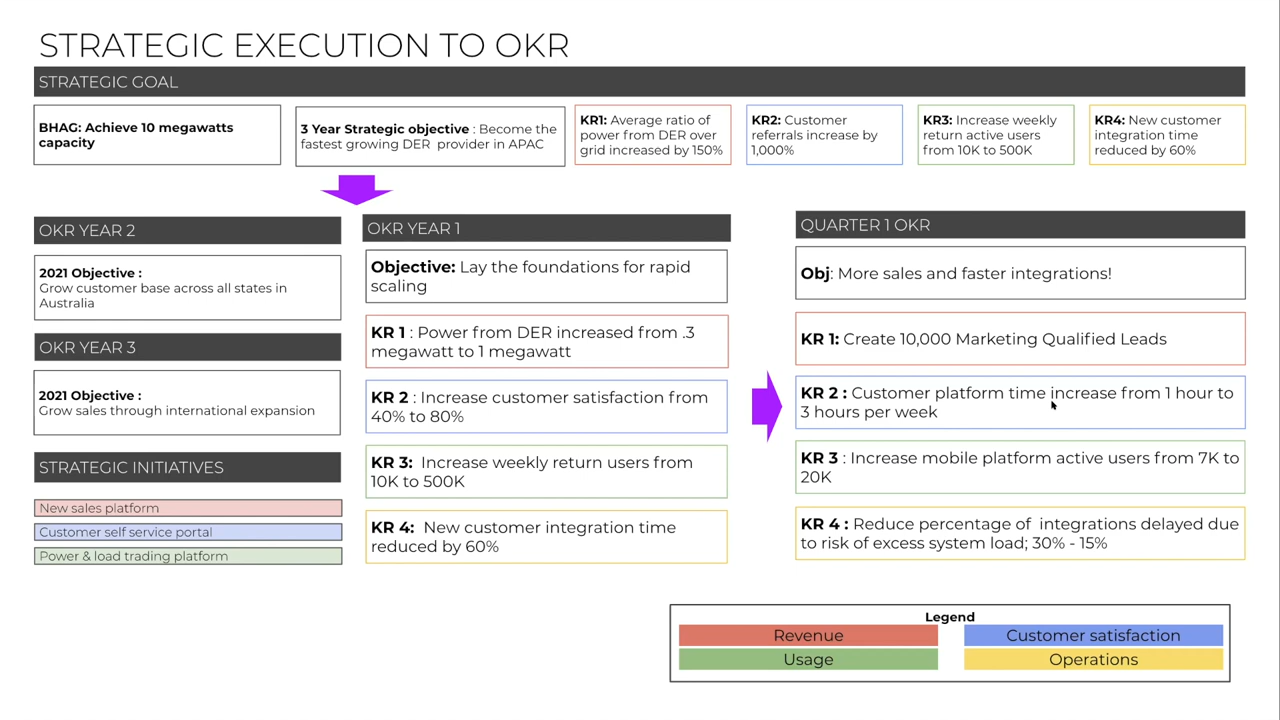 STRATEGIC EXECUTION TO OKR
STRATEGIC GOAL
BHAG: Achieve 10 megawatts
capacity
3 Year Strategic objective : Become the
fastest growing DER provider in APAC
KR1: Average ratio of
power from DER over
grid increased by 150%
KR2: Customer
referrals increase by
1,000%
KR3: Increase weekly
return active users
from 10K to 500K
KR4: New customer
integration time
reduced by 60%
OKR YEAR 2
2021 Objective :
Grow customer base across all states in
Australia
OKR YEAR 3
2021 Objective :
Grow sales through international expansion
STRATEGIC INITIATIVES
New sales platform
Customer self service portal
Power & load trading platform
OKR YEAR 1
Objective: Lay the foundations for rapid
scaling
KR 1 : Power from DER increased from .3
megawatt to 1 megawatt
KR 2 : Increase customer satisfaction from
40% to 80%
KR 3: Increase weekly return users from
10K to 500K
KR 4: New customer integration time
reduced by 60%
QUARTER 1 OKR
Obj: More sales and faster integrations!
KR 1: Create 10,000 Marketing Qualified Leads
KR 2 : Customer platform time increase from 1 hour to
3 hours per week
KR 3 : Increase mobile platform active users from 7K to
20K
KR 4 : Reduce percentage of integrations delayed due
to risk of excess system load; 30% - 15%
Legend
Revenue
Customer satisfaction
Usage
Operations